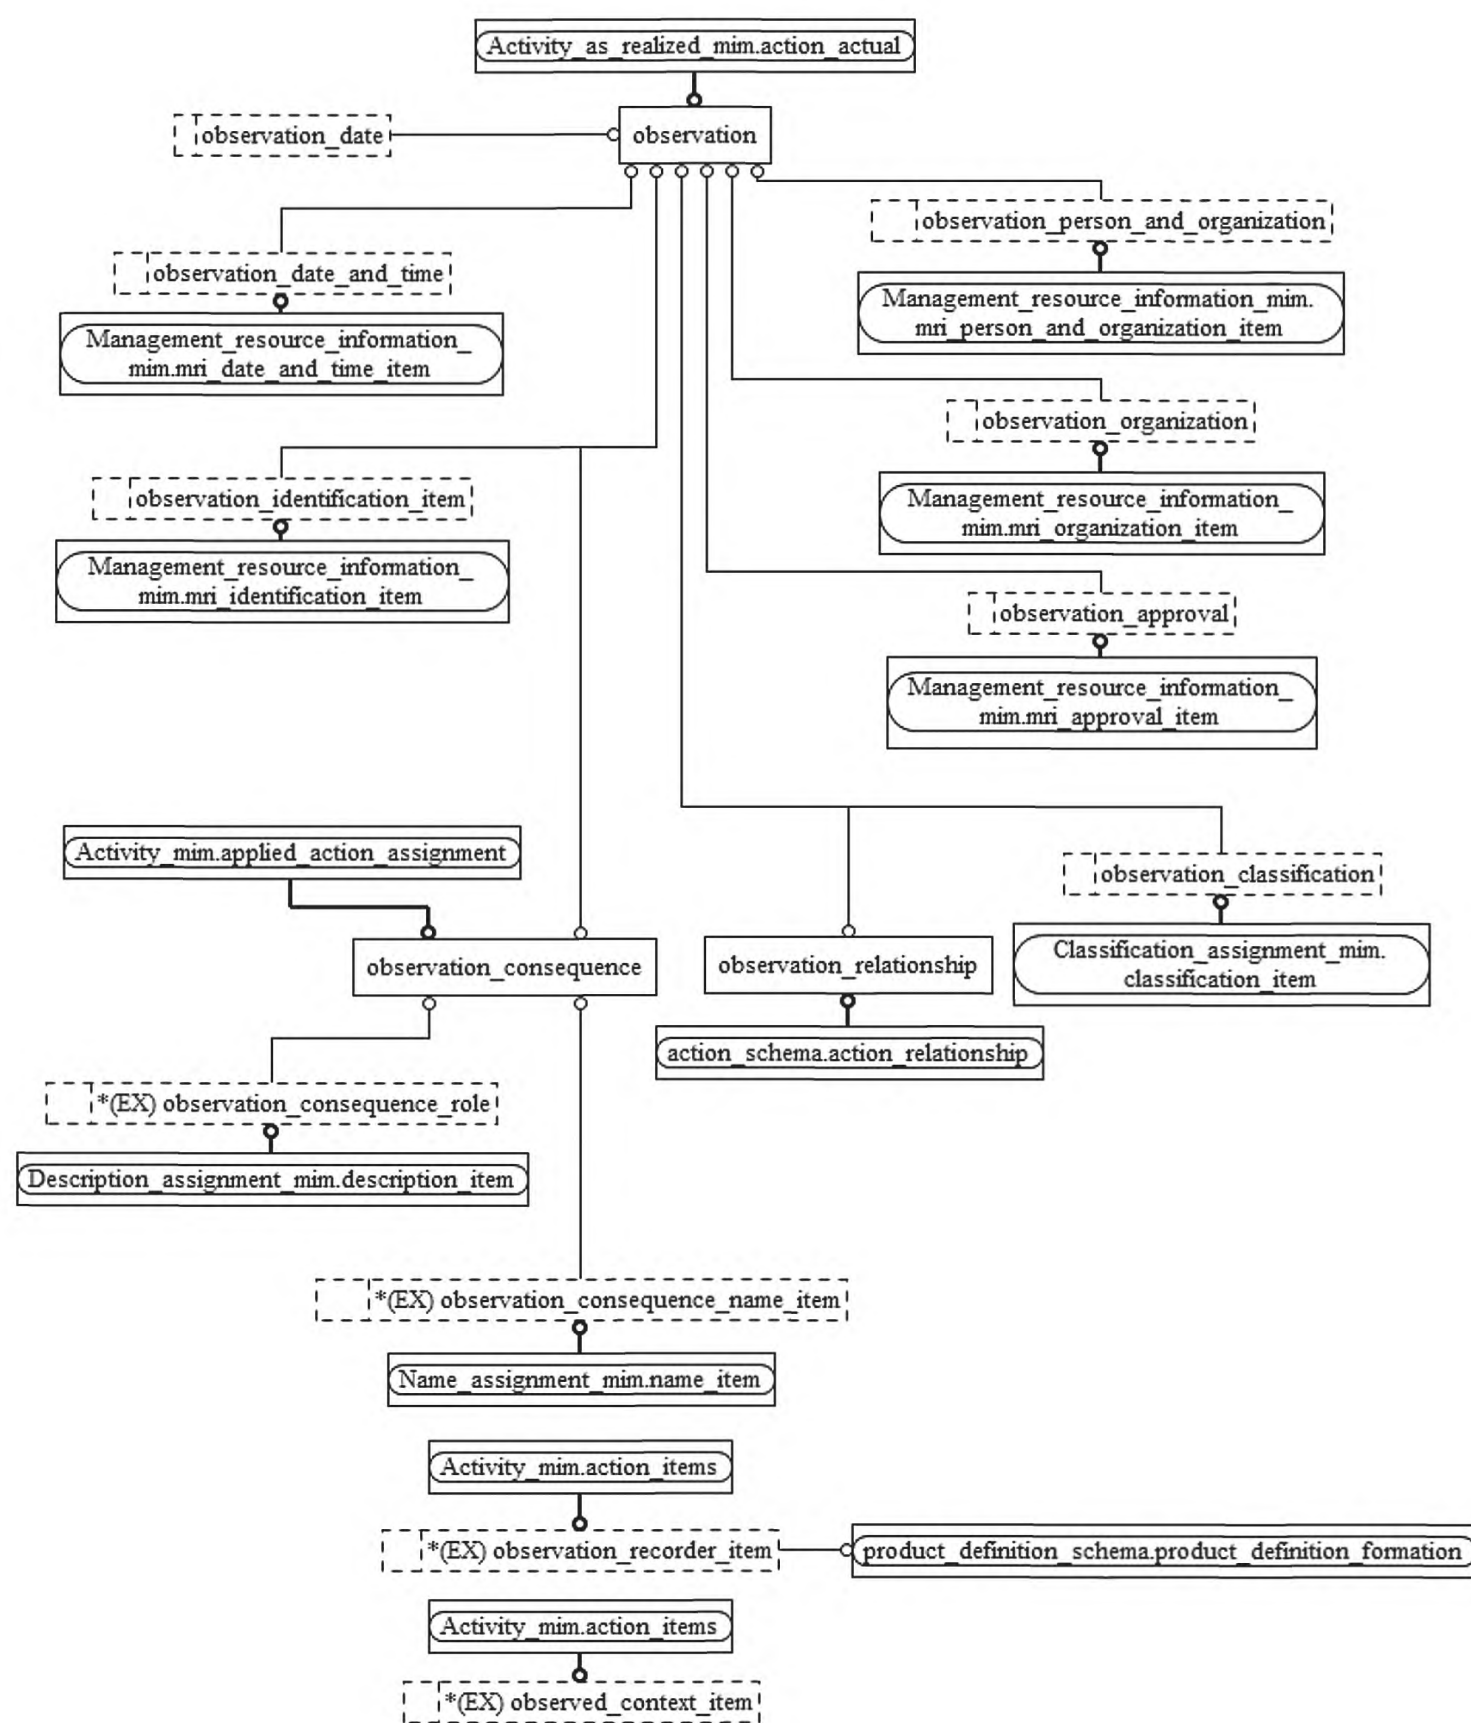 Activity_as_realized_mim.action_actual
observation_date
observation
observation_person_and_organization
observation_date_and_time
Management_resource_information_mim.
mri_person_and_organization_item
Management_resource_information_
mim.mri_date_and_time_item
observation_organization
observation_identification_item
Management_resource_information_
mim.mri_organization_item
Management_resource_information_
mim.mri_identification_item
observation_approval
Management_resource_information_
mim.mri_approval_item
Activity_mim.applied_action_assignment
observation_classification
observation_consequence
observation_relationship
Classification_assignment_mim.
classification_item
action_schema.action_relationship
*(EX) observation_consequence_role
Description_assignment_mim.description_item
*(EX) observation_consequence_name_item
Name_assignment_mim.name_item
Activity_mim.action_items
*(EX) observation_recorder_item
product_definition_schema.product_definition_formation
Activity_mim.action_items
*(EX) observed_context_item